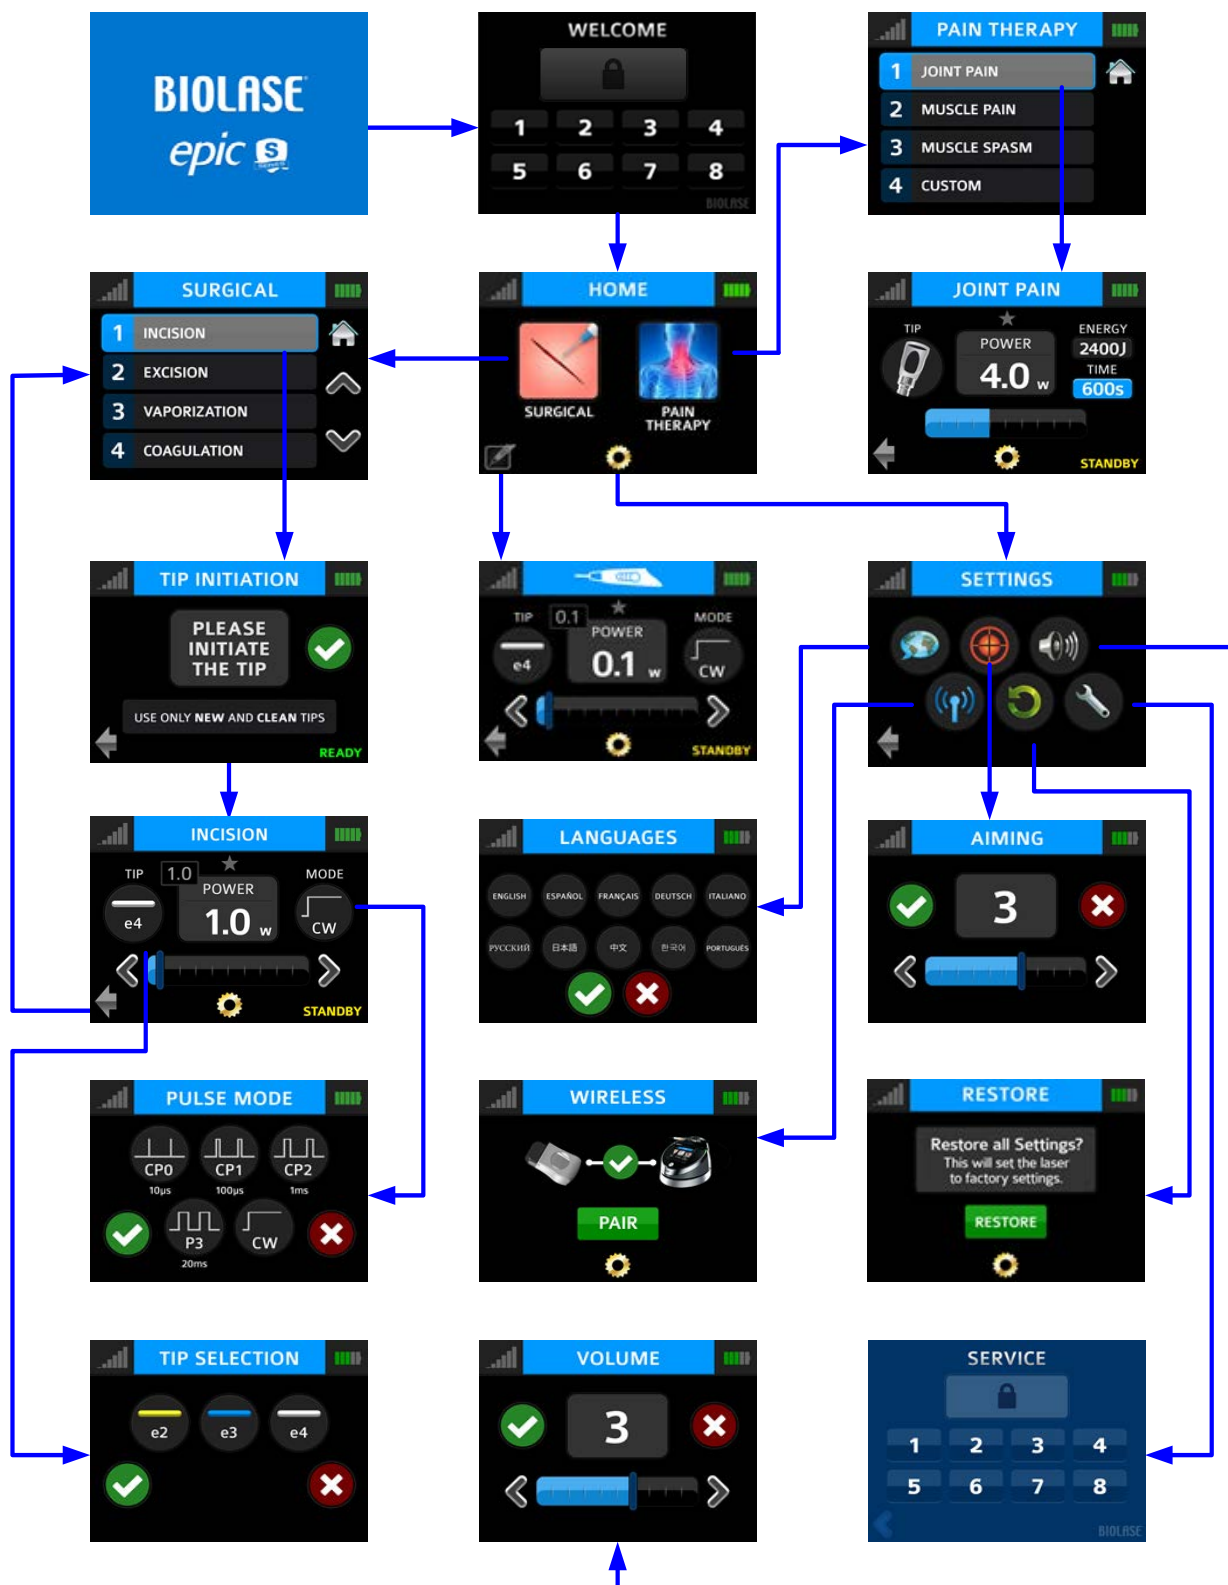 BIOLASE
epic S
WELCOME
1 2 3 4
5 6 7 8
BIOLASE
PAIN THERAPY
1 JOINT PAIN
2 MUSCLE PAIN
3 MUSCLE SPASM
4 CUSTOM
SURGICAL
1 INCISION
2 EXCISION
3 VAPORIZATION
4 COAGULATION
HOME
SURGICAL
PAIN
THERAPY
JOINT PAIN
TIP
POWER
4.0 w
ENERGY
2400J
TIME
600s
STANDBY
TIP INITIATION
PLEASE
INITIATE
THE TIP
USE ONLY NEW AND CLEAN TIPS
READY
TIP
e4
0.1
POWER
0.1 w
MODE
CW
STANDBY
SETTINGS
INCISION
TIP
e4
1.0
POWER
1.0 w
MODE
CW
STANDBY
LANGUAGES
ENGLISH ESPAÑOL FRANÇAIS DEUTSCH ITALIANO
РУССКИЙ 日本語 中文 한국어 PORTUGUÊS
AIMING
3
PULSE MODE
CP0 CP1 CP2
10µs 100µs 1ms
P3 CW
20ms
WIRELESS
PAIR
RESTORE
Restore all Settings?
This will set the laser
to factory settings.
RESTORE
TIP SELECTION
e2 e3 e4
VOLUME
3
SERVICE
1 2 3 4
5 6 7 8
BIOLASE